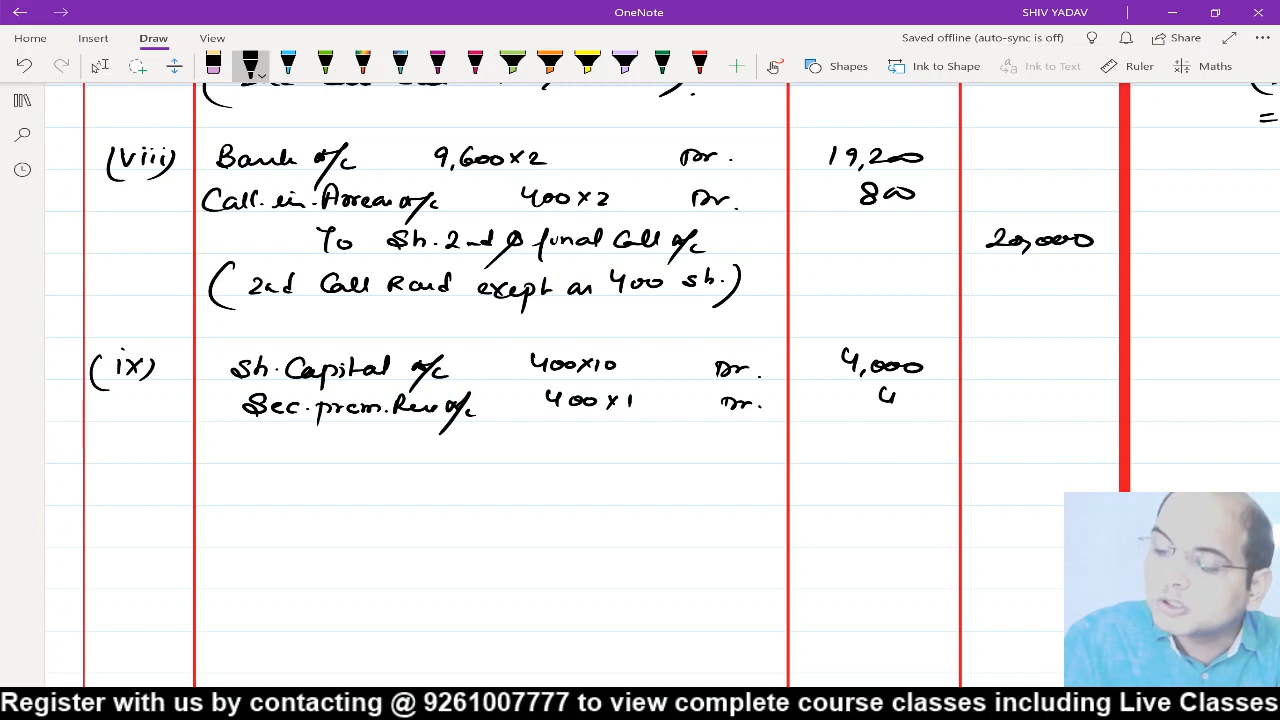 OneNote
SHIV YADAV
Home Insert Draw View
Saved offline (auto-sync is off) Share
Shapes Ink to Shape Ink to Text Ruler Maths
(viii) Bank a/c 9,600×2 Dr. 19,200
Call.in.Arrear a/c 400×2 Dr. 800
To Sh. 2nd & final Call a/c 20,000
(2nd Call Recd except on 400 sh.)
=
(ix) Sh. Capital a/c 400×10 Dr. 4,000
Sec. prem. Res a/c 400×1 Dr. 4
Register with us by contacting @ 9261007777 to view complete course classes including Live Classes